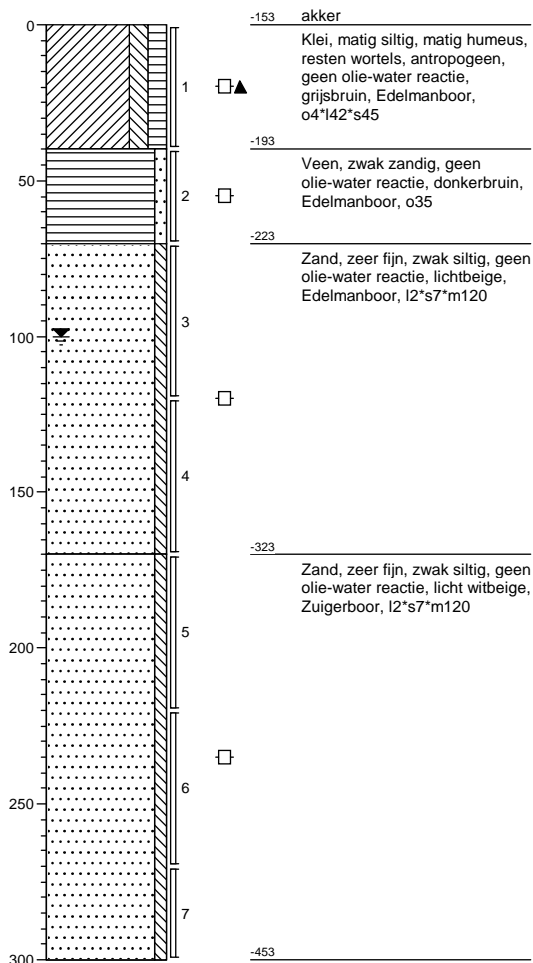 0
-153 akker
Klei, matig siltig, matig humeus,
resten wortels, antropogeen,
geen olie-water reactie,
grijsbruin, Edelmanboor,
o4*l42*s45
1
-193
Veen, zwak zandig, geen
olie-water reactie, donkerbruin,
Edelmanboor, o35
50
2
-223
Zand, zeer fijn, zwak siltig, geen
olie-water reactie, lichtbeige,
Edelmanboor, l2*s7*m120
3
100
4
150
-323
Zand, zeer fijn, zwak siltig, geen
olie-water reactie, licht witbeige,
Zuigerboor, l2*s7*m120
5
200
6
250
7
-453
300